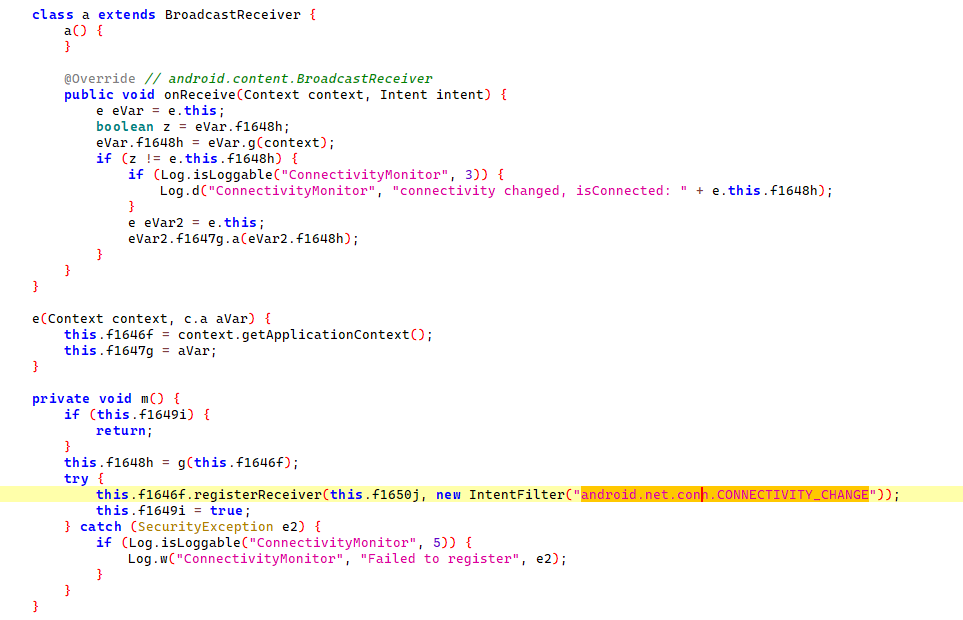 class a extends BroadcastReceiver {
a() {
}
@Override // android.content.BroadcastReceiver
public void onReceive(Context context, Intent intent) {
e eVar = e.this;
boolean z = eVar.f1648h;
eVar.f1648h = eVar.g(context);
if (z != e.this.f1648h) {
if (Log.isLoggable("ConnectivityMonitor", 3)) {
Log.d("ConnectivityMonitor", "connectivity changed, isConnected: " + e.this.f1648h);
}
e eVar2 = e.this;
eVar2.f1647g.a(eVar2.f1648h);
}
}
}
e(Context context, c.a aVar) {
this.f1646f = context.getApplicationContext();
this.f1647g = aVar;
}
private void m() {
if (this.f1649i) {
return;
}
this.f1648h = g(this.f1646f);
try {
this.f1646f.registerReceiver(this.f1650j, new IntentFilter("android.net.conn.CONNECTIVITY_CHANGE"));
this.f1649i = true;
} catch (SecurityException e2) {
if (Log.isLoggable("ConnectivityMonitor", 5)) {
Log.w("ConnectivityMonitor", "Failed to register", e2);
}
}
}